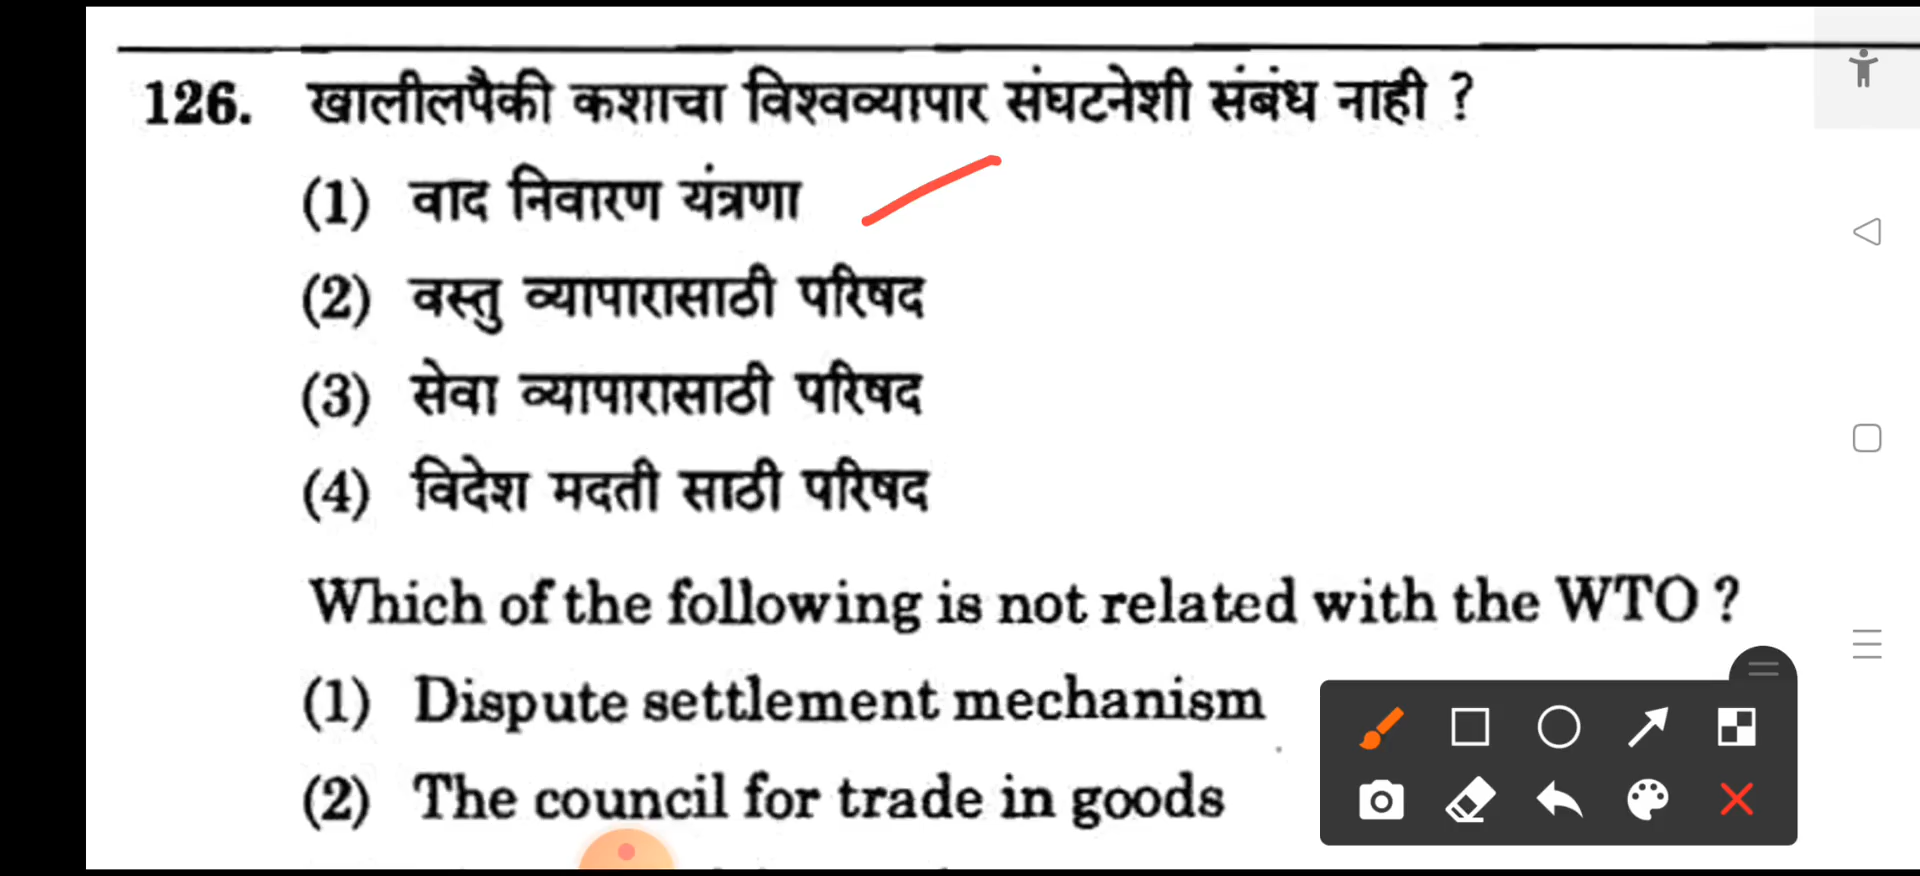 126. खालीलपैकी कशाचा विश्वव्यापार संघटनेशी संबंध नाही ?
(1) वाद निवारण यंत्रणा
(2) वस्तु व्यापारासाठी परिषद
(3) सेवा व्यापारासाठी परिषद
(4) विदेश मदती साठी परिषद
Which of the following is not related with the WTO ?
(1) Dispute settlement mechanism
(2) The council for trade in goods